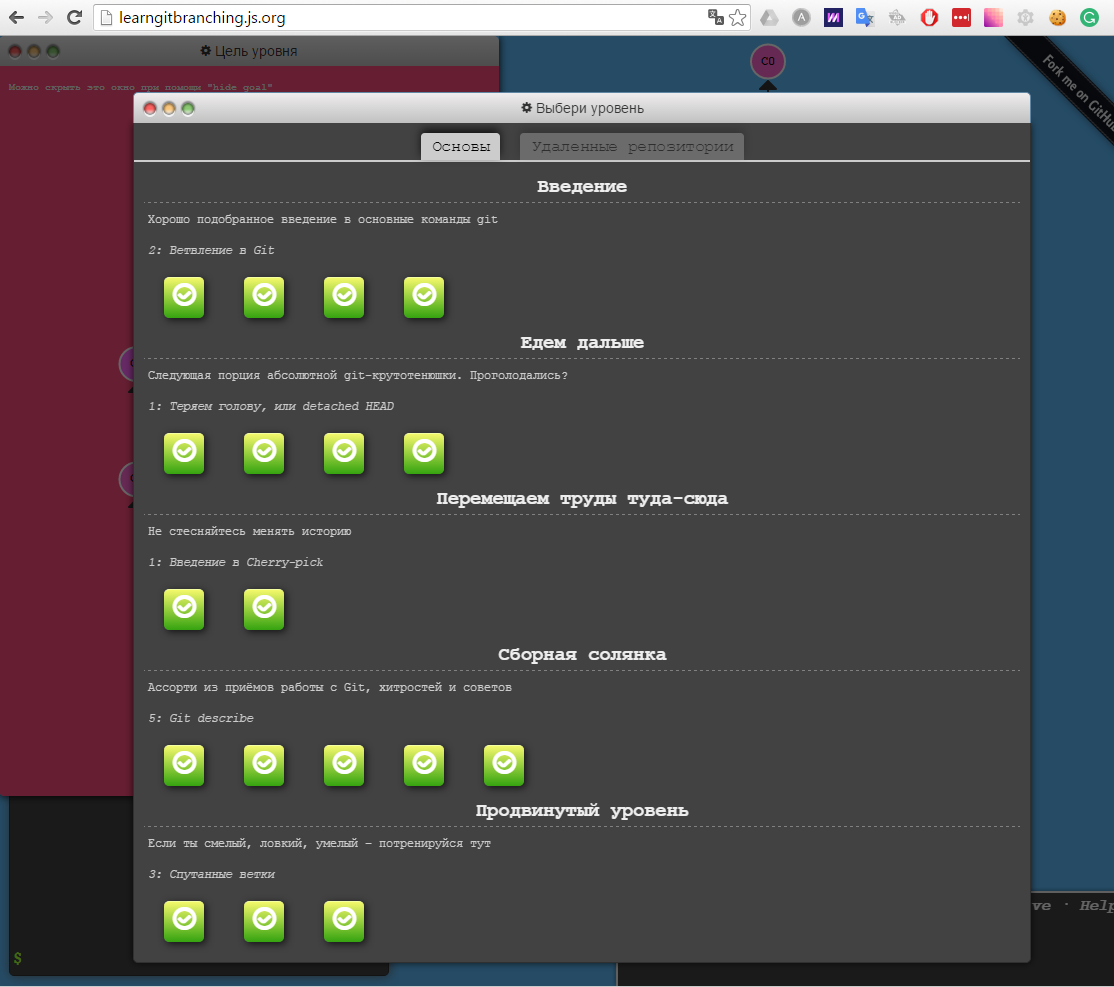 learngitbranching.js.org
Цель уровня
C0
Fork me on GitHub
Можно скрыть это окно при помощи "hide goal"
Выбери уровень
Основы
Удаленные репозитории
Введение
Хорошо подобранное введение в основные команды git
2: Ветвление в Git
Едем дальше
Следующая порция абсолютной git-крутотенюшки. Проголодались?
1: Теряем голову, или detached HEAD
Перемещаем труды туда-сюда
Не стесняйтесь менять историю
1: Введение в Cherry-pick
Сборная солянка
Ассорти из приёмов работы с Git, хитростей и советов
5: Git describe
Продвинутый уровень
Если ты смелый, ловкий, умелый - потренируйся тут
3: Спутанные ветки
ve · Help
$